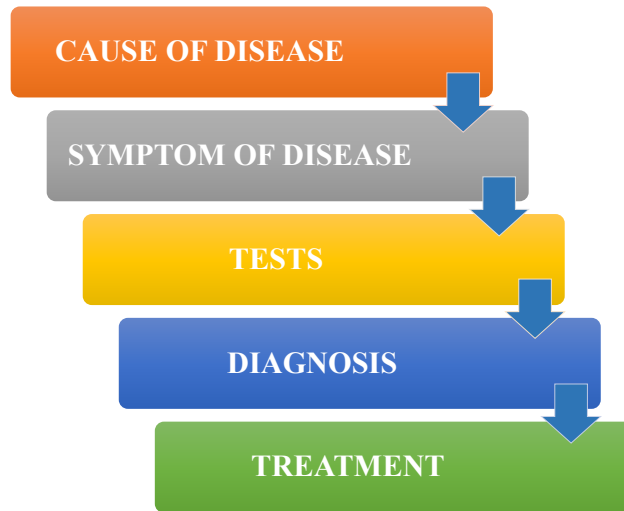 CAUSE OF DISEASE
SYMPTOM OF DISEASE
TESTS
DIAGNOSIS
TREATMENT